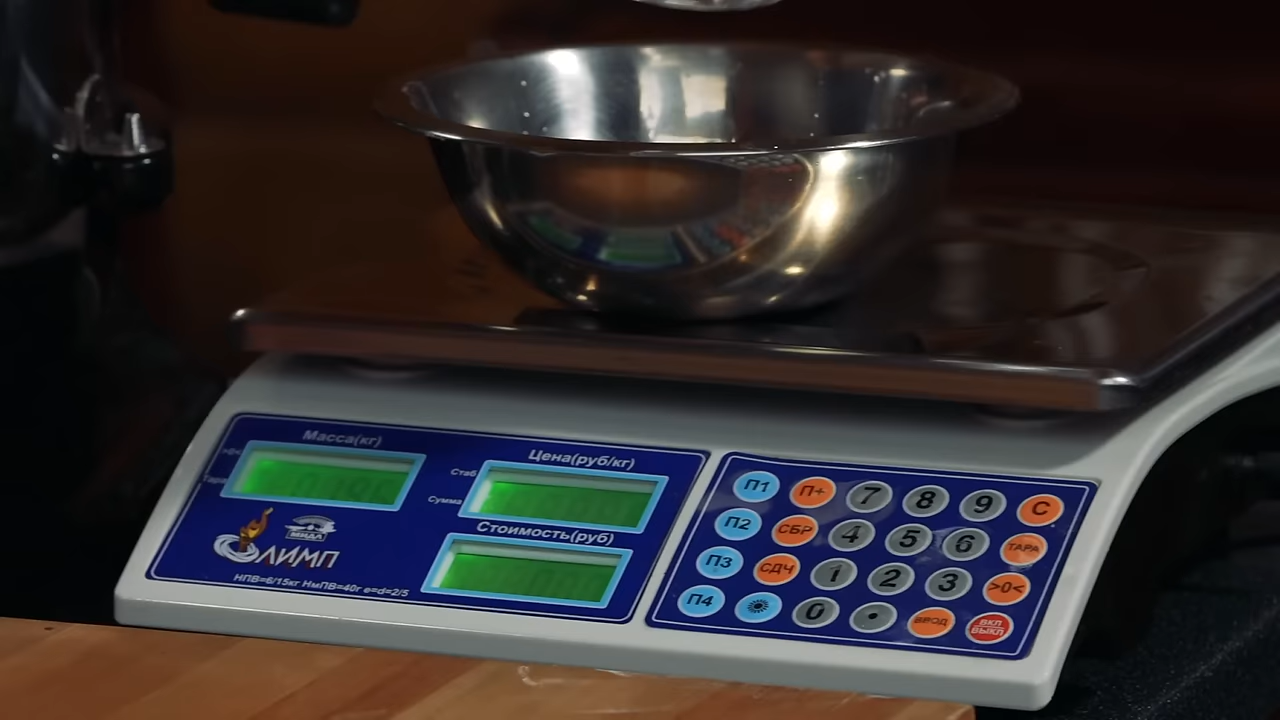 Масса(кг)
>0<
Тара
Цена(руб/кг)
Стаб
Сумма
Стоимость(руб)
МИДЛ
ОЛИМП
НПВ=6/15кг НмПВ=40г e=d=2/5
П1 П+ 7 8 9 С
П2 СБР 4 5 6 ТАРА
П3 СДЧ 1 2 3 >0<
П4 0 • ВВОД ВКЛ
ВЫКЛ